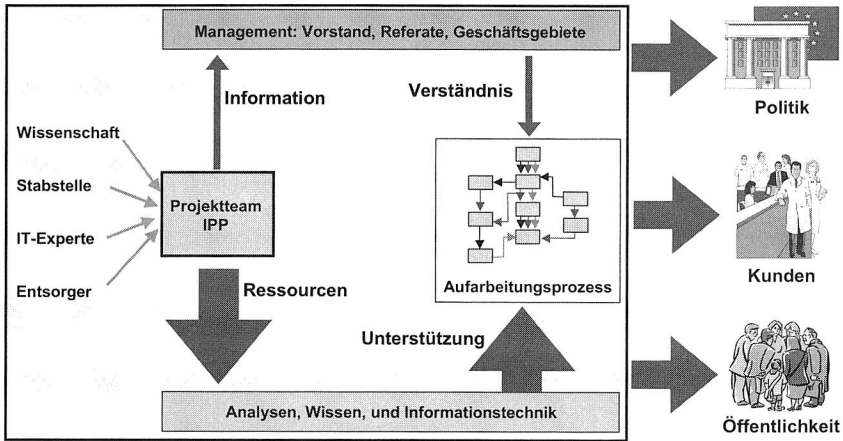 Management: Vorstand, Referate, Geschäftsgebiete
Information
Verständnis
Politik
Wissenschaft
Stabstelle
IT-Experte
Entsorger
Projektteam
IPP
Aufarbeitungsprozess
Kunden
Ressourcen
Unterstützung
Analysen, Wissen, und Informationstechnik
Öffentlichkeit